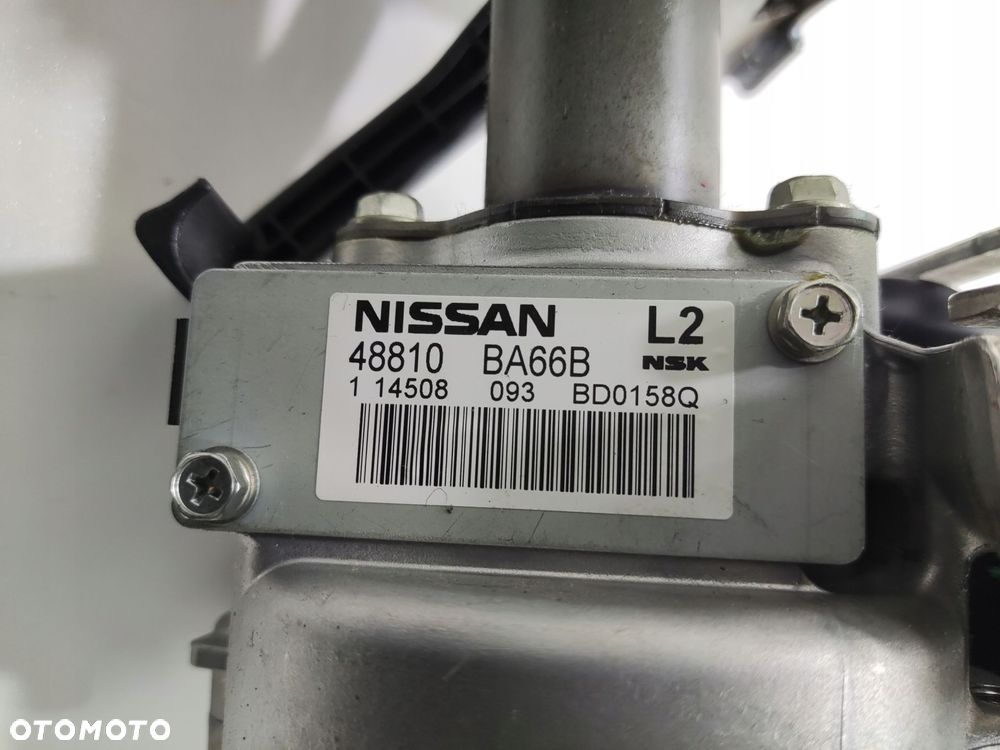 NISSAN L2
48810 BA66B NSK
1 14508 093 BD0158Q
OTOMOTO